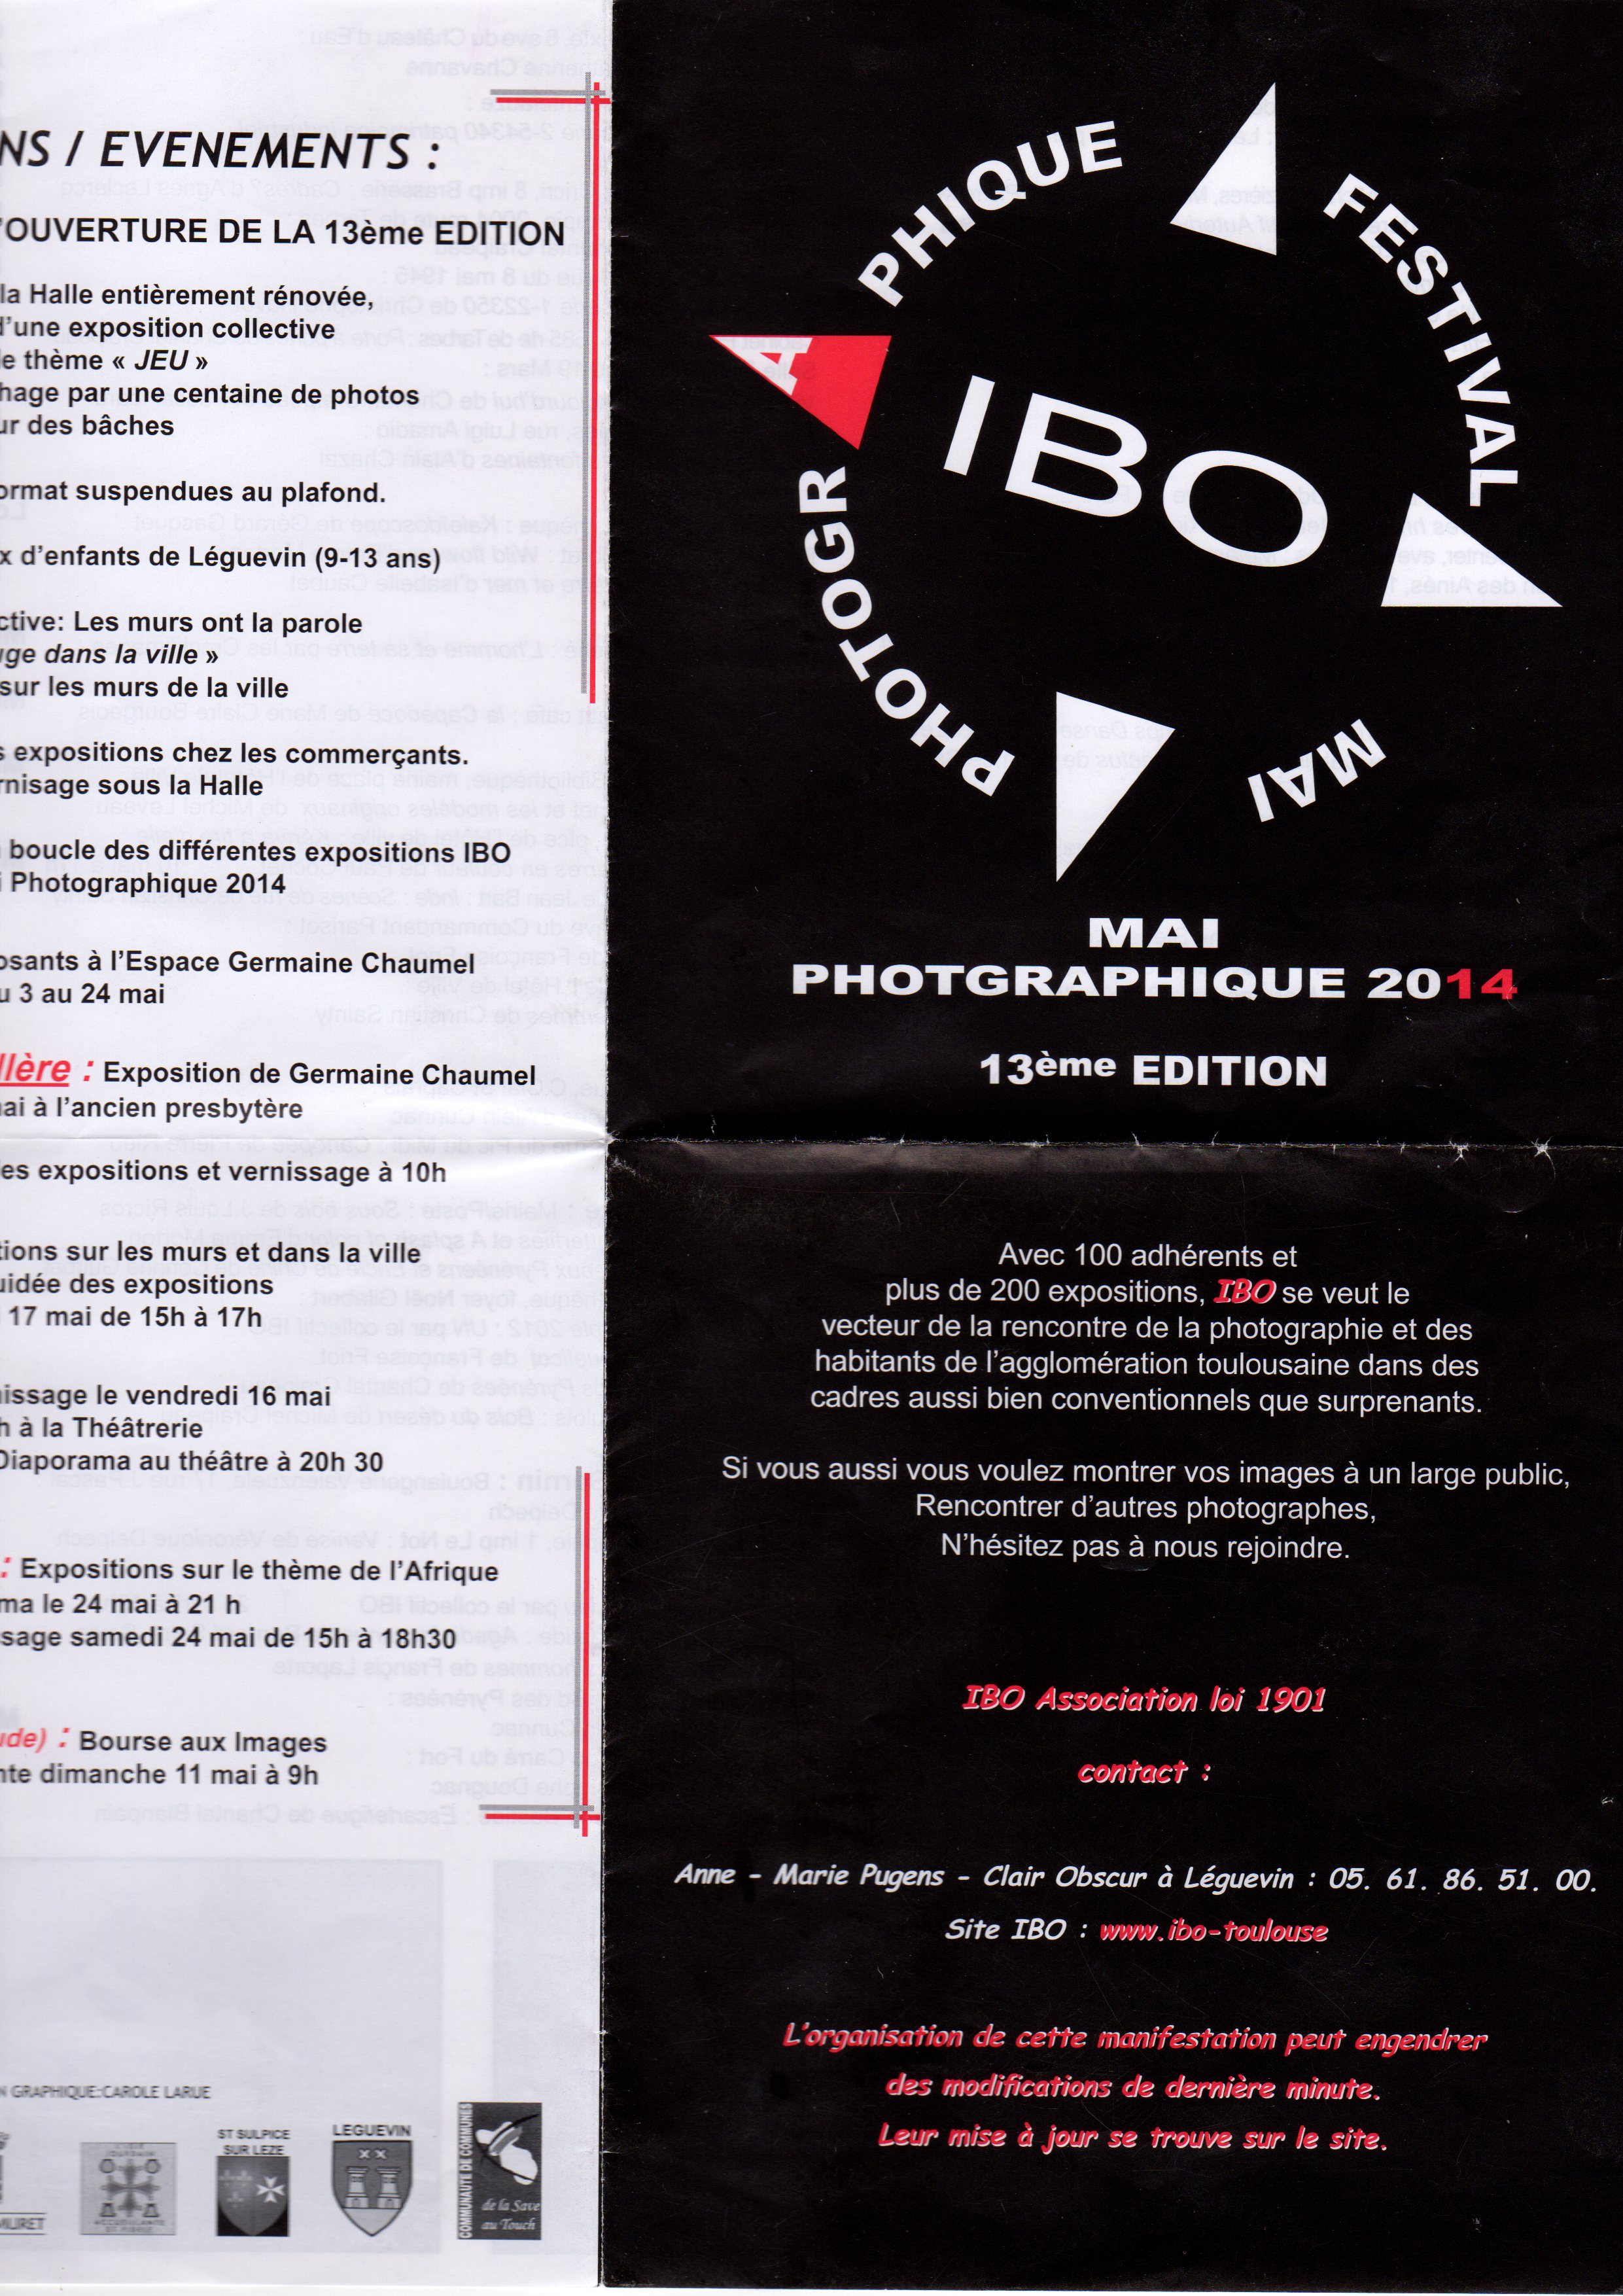 NS / EVENEMENTS :
'OUVERTURE DE LA 13ème EDITION
la Halle entièrement rénovée,
d'une exposition collective
le thème « JEU »
hage par une centaine de photos
ur des bâches
ormat suspendues au plafond.
x d'enfants de Léguevin (9-13 ans)
ctive: Les murs ont la parole
uge dans la ville »
sur les murs de la ville
s expositions chez les commerçants.
rnisage sous la Halle
boucle des différentes expositions IBO
i Photographique 2014
osants à l'Espace Germaine Chaumel
u 3 au 24 mai
llère : Exposition de Germaine Chaumel
ai à l'ancien presbytère
es expositions et vernissage à 10h
tions sur les murs et dans la ville
uidée des expositions
17 mai de 15h à 17h
issage le vendredi 16 mai
h à la Théâtrerie
Diaporama au théâtre à 20h 30
: Expositions sur le thème de l'Afrique
ma le 24 mai à 21 h
sage samedi 24 mai de 15h à 18h30
ude) : Bourse aux Images
nte dimanche 11 mai à 9h
N GRAPHIQUE:CAROLE LARUE
MURET
ST SULPICE
SUR LEZE
LEGUEVIN
COMMUNAUTE DE COMMUNES
de la Save
au Touch
PHOTOGRAPHIQUE
FESTIVAL
MAI
IBO
MAI
PHOTGRAPHIQUE 2014
13ème EDITION
Avec 100 adhérents et
plus de 200 expositions, IBO se veut le
vecteur de la rencontre de la photographie et des
habitants de l'agglomération toulousaine dans des
cadres aussi bien conventionnels que surprenants.
Si vous aussi vous voulez montrer vos images à un large public,
Rencontrer d'autres photographes,
N'hésitez pas à nous rejoindre.
IBO Association loi 1901
contact :
Anne - Marie Pugens - Clair Obscur à Léguevin : 05. 61. 86. 51. 00.
Site IBO : www.ibo-toulouse
L'organisation de cette manifestation peut engendrer
des modifications de dernière minute.
Leur mise à jour se trouve sur le site.